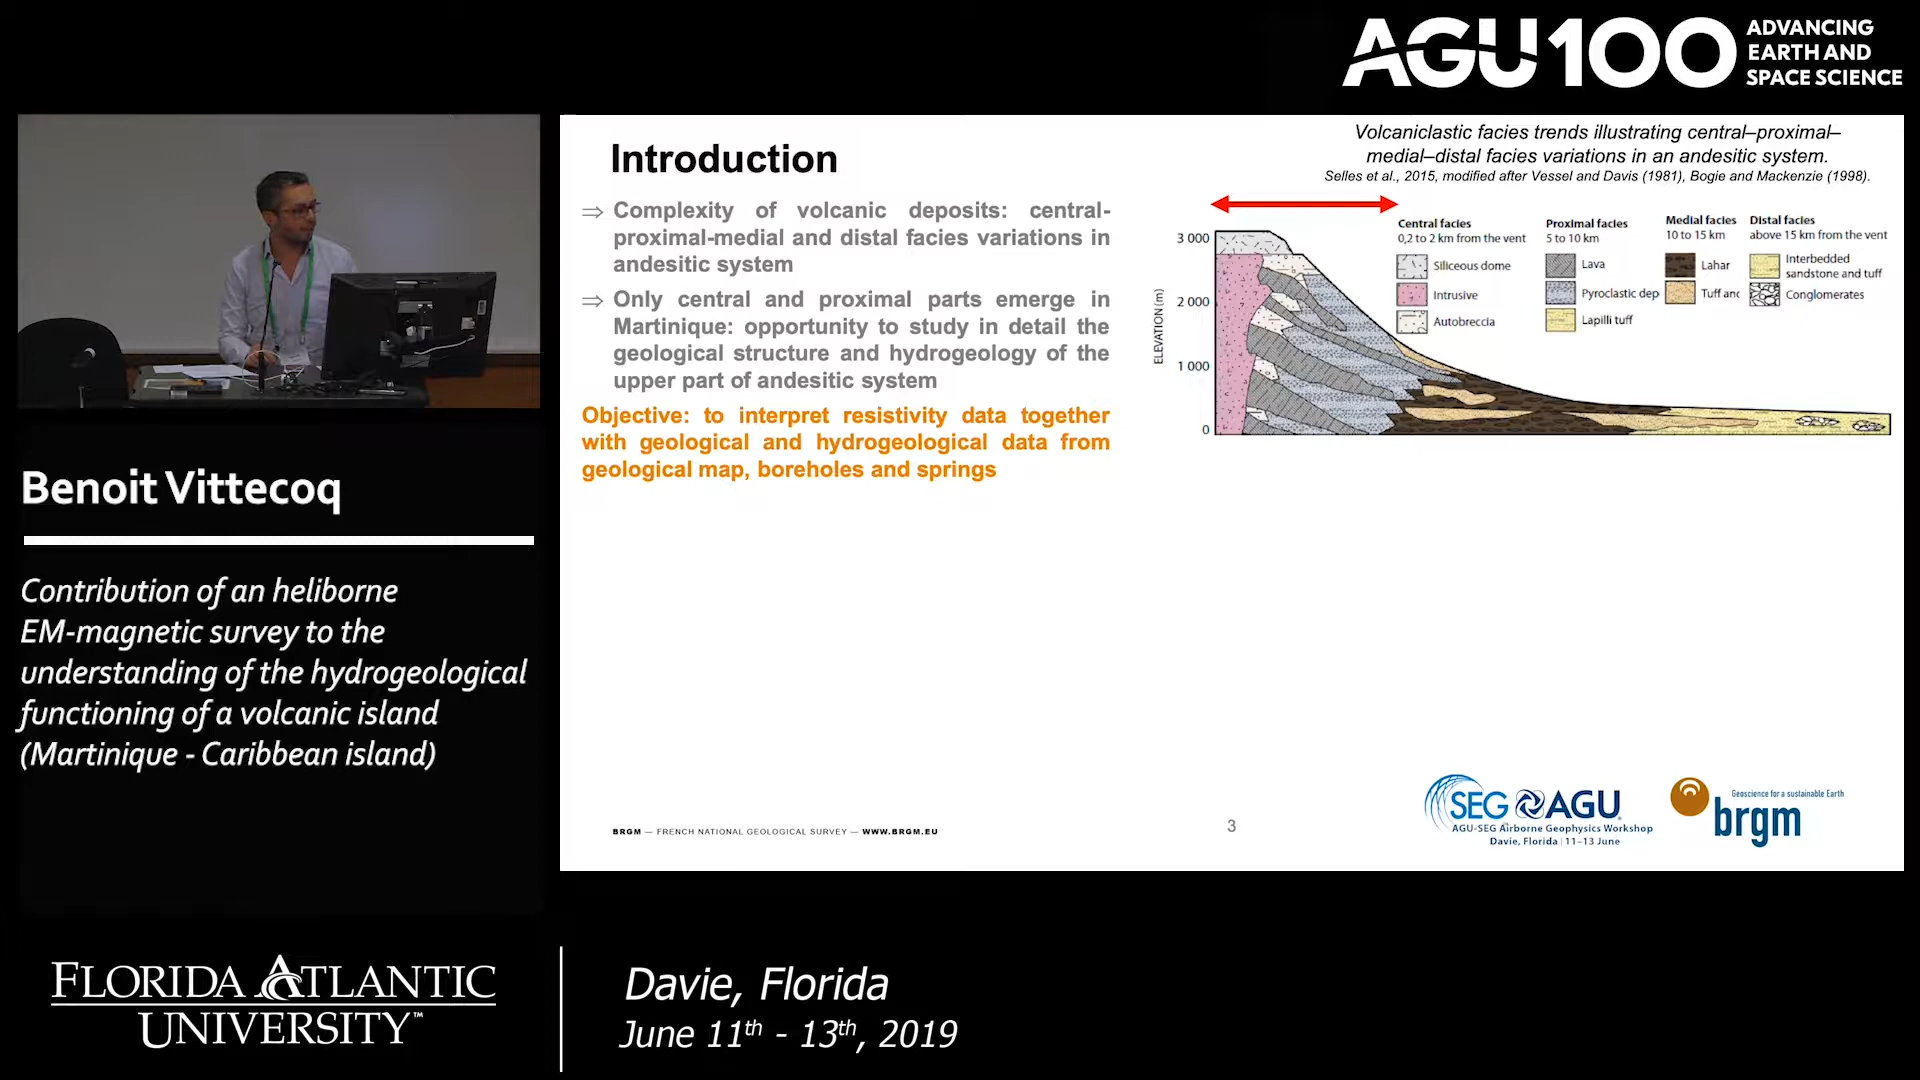 AGU100 ADVANCING
EARTH AND
SPACE SCIENCE
Benoit Vittecoq
Contribution of an heliborne
EM-magnetic survey to the
understanding of the hydrogeological
functioning of a volcanic island
(Martinique - Caribbean island)
Introduction
⇒ Complexity of volcanic deposits: central-
proximal-medial and distal facies variations in
andesitic system
⇒ Only central and proximal parts emerge in
Martinique: opportunity to study in detail the
geological structure and hydrogeology of the
upper part of andesitic system
Objective: to interpret resistivity data together
with geological and hydrogeological data from
geological map, boreholes and springs
Volcaniclastic facies trends illustrating central–proximal–
medial–distal facies variations in an andesitic system.
Selles et al., 2015, modified after Vessel and Davis (1981), Bogie and Mackenzie (1998).
Central facies
0,2 to 2 km from the vent
Siliceous dome
Intrusive
Autobreccia
Proximal facies
5 to 10 km
Lava
Pyroclastic dep
Lapilli tuff
Medial facies
10 to 15 km
Lahar
Tuff and
Distal facies
above 15 km from the vent
Interbedded
sandstone and tuff
Conglomerates
ELEVATION (m)
3 000
2 000
1 000
0
BRGM — FRENCH NATIONAL GEOLOGICAL SURVEY — WWW.BRGM.EU
3
SEG AGU
AGU-SEG Airborne Geophysics Workshop
Davie, Florida | 11–13 June
Geoscience for a sustainable Earth
brgm
FLORIDA ATLANTIC
UNIVERSITY™
Davie, Florida
June 11th - 13th, 2019